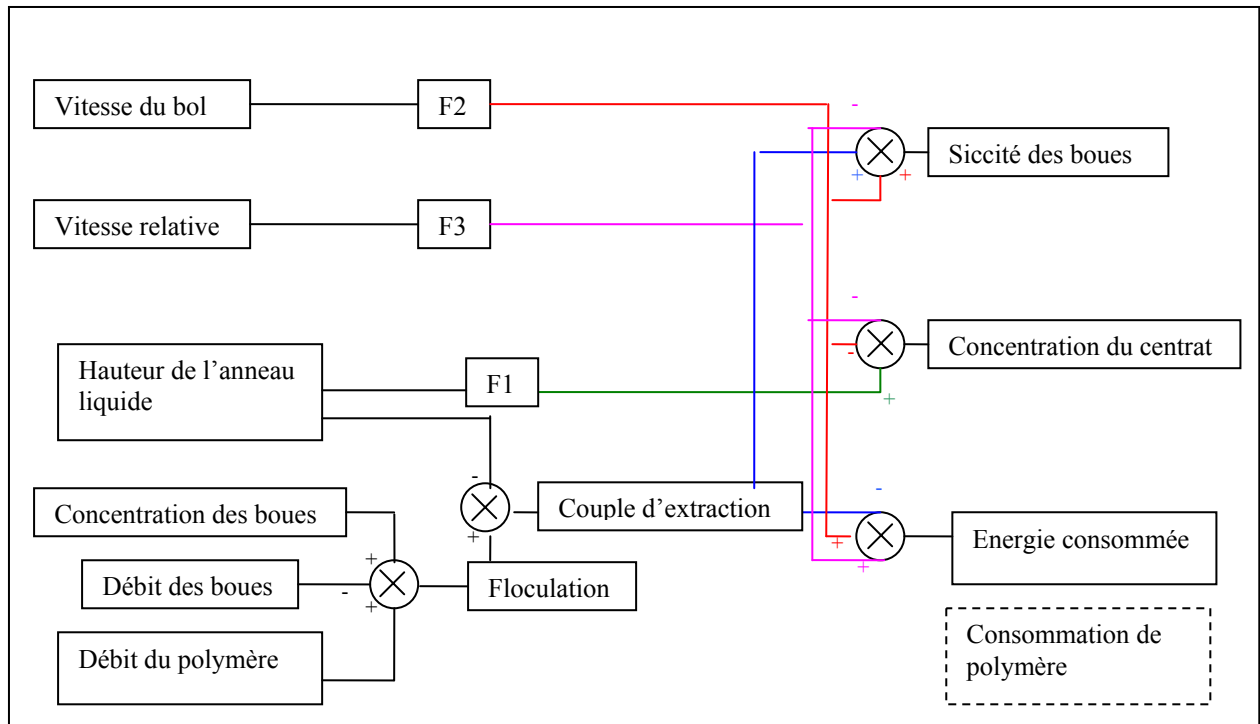 Vitesse du bol
F2
-
Siccité des boues
+
+
Vitesse relative
F3
-
Hauteur de l'anneau
liquide
F1
-
Concentration du centrat
+
-
-
Concentration des boues
Couple d'extraction
+
+
Energie consommée
+
+
Débit des boues
-
Floculation
+
Débit du polymère
Consommation de
polymère